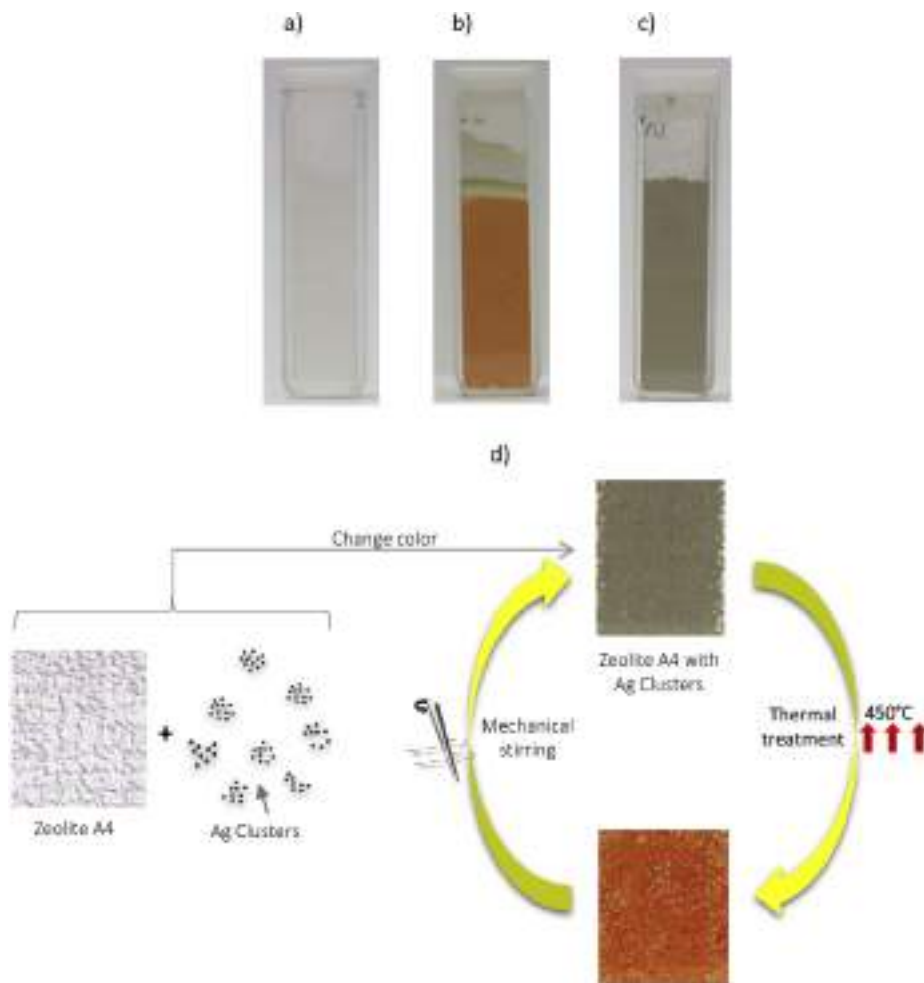 a)
b)
c)
d)
Change color
Zeolite A4 with
Ag Clusters
+
Mechanical
stirring
Thermal
treatment
450°C
Zeolite A4
Ag Clusters